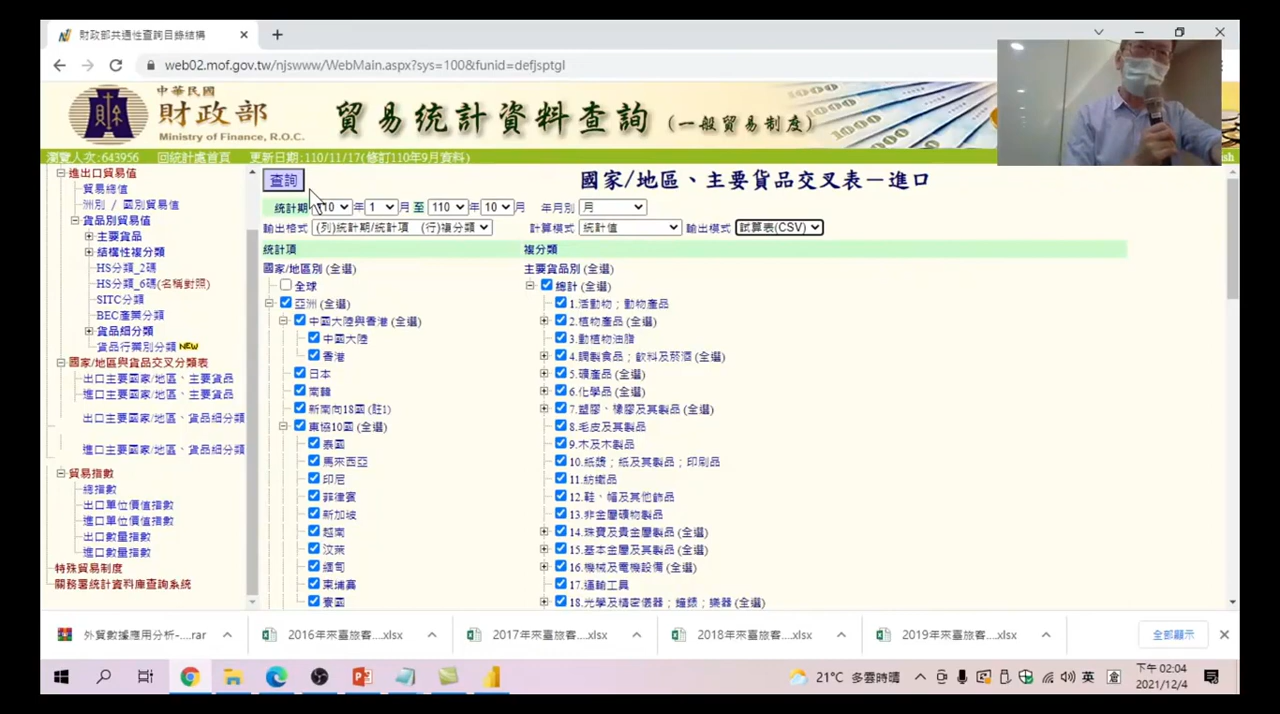 財政部共通性查詢目錄結構
web02.mof.gov.tw/njswww/WebMain.aspx?sys=100&funid=defjsptgl
中華民國
財政部
Ministry of Finance, R.O.C.
貿易統計資料查詢 (一般貿易制度)
瀏覽人次:643956 回統計處首頁 更新日期:110/11/17(修訂110年9月資料)
進出口貿易值
貿易總值
洲別 / 國別貿易值
貨品別貿易值
主要貨品
結構性複分類
HS分類_2碼
HS分類_6碼(名稱對照)
SITC分類
BEC產業分類
貨品細分類
貨品行業別分類 NEW
國家/地區與貨品交叉分類表
出口主要國家/地區、主要貨品
進口主要國家/地區、主要貨品
出口主要國家/地區、貨品細分類
進口主要國家/地區、貨品細分類
貿易指數
總指數
出口單位價值指數
進口單位價值指數
出口數量指數
進口數量指數
特殊貿易制度
關務署統計資料庫查詢系統
查詢
國家/地區、主要貨品交叉表－進口
統計期 110 年 1 月 至 110 年 10 月 年月別 月
輸出格式 (列)統計期/統計項 (行)複分類 計算模式 統計值 輸出模式 試算表(CSV)
統計項
國家/地區別 (全選)
全球
亞洲 (全選)
中國大陸與香港 (全選)
中國大陸
香港
日本
南韓
新南向18國 (註1)
東協10國 (全選)
泰國
馬來西亞
印尼
菲律賓
新加坡
越南
汶萊
緬甸
柬埔寨
寮國
複分類
主要貨品別 (全選)
總計 (全選)
1.活動物；動物產品
2.植物產品 (全選)
3.動植物油脂
4.調製食品；飲料及菸酒 (全選)
5.礦產品 (全選)
6.化學品 (全選)
7.塑膠、橡膠及其製品 (全選)
8.毛皮及其製品
9.木及木製品
10.紙漿；紙及其製品；印刷品
11.紡織品
12.鞋、帽及其他飾品
13.非金屬礦物製品
14.珠寶及貴金屬製品 (全選)
15.基本金屬及其製品 (全選)
16.機械及電機設備 (全選)
17.運輸工具
18.光學及精密儀器；鐘錶；樂器 (全選)
外貿數據應用分析-....rar
2016年來臺旅客....xlsx
2017年來臺旅客....xlsx
2018年來臺旅客....xlsx
2019年來臺旅客....xlsx
全部顯示
21°C 多雲時晴
英
倉
下午 02:04
2021/12/4